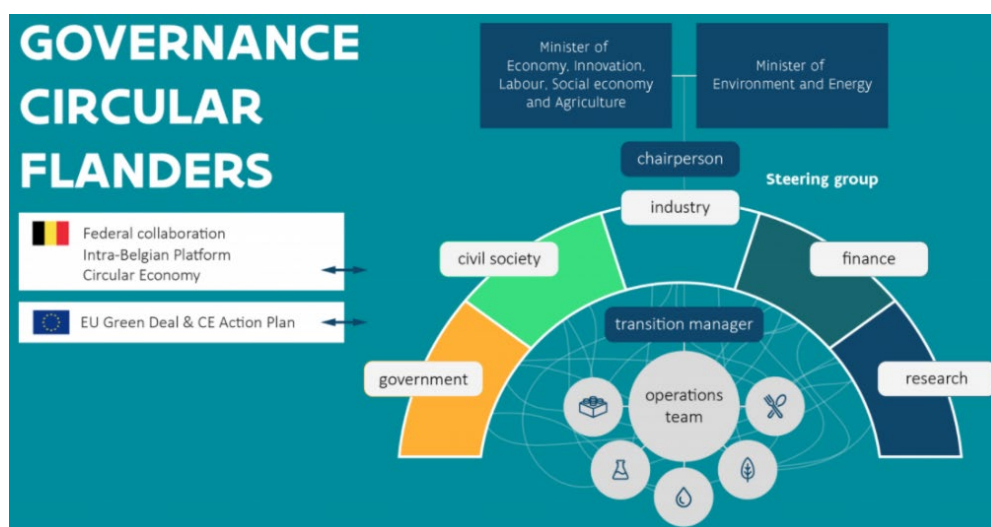 GOVERNANCE
CIRCULAR
FLANDERS
Federal collaboration
Intra-Belgian Platform
Circular Economy
EU Green Deal & CE Action Plan
Minister of
Economy, Innovation,
Labour, Social economy
and Agriculture
Minister of
Environment and Energy
chairperson
Steering group
industry
civil society
finance
government
research
transition manager
operations
team